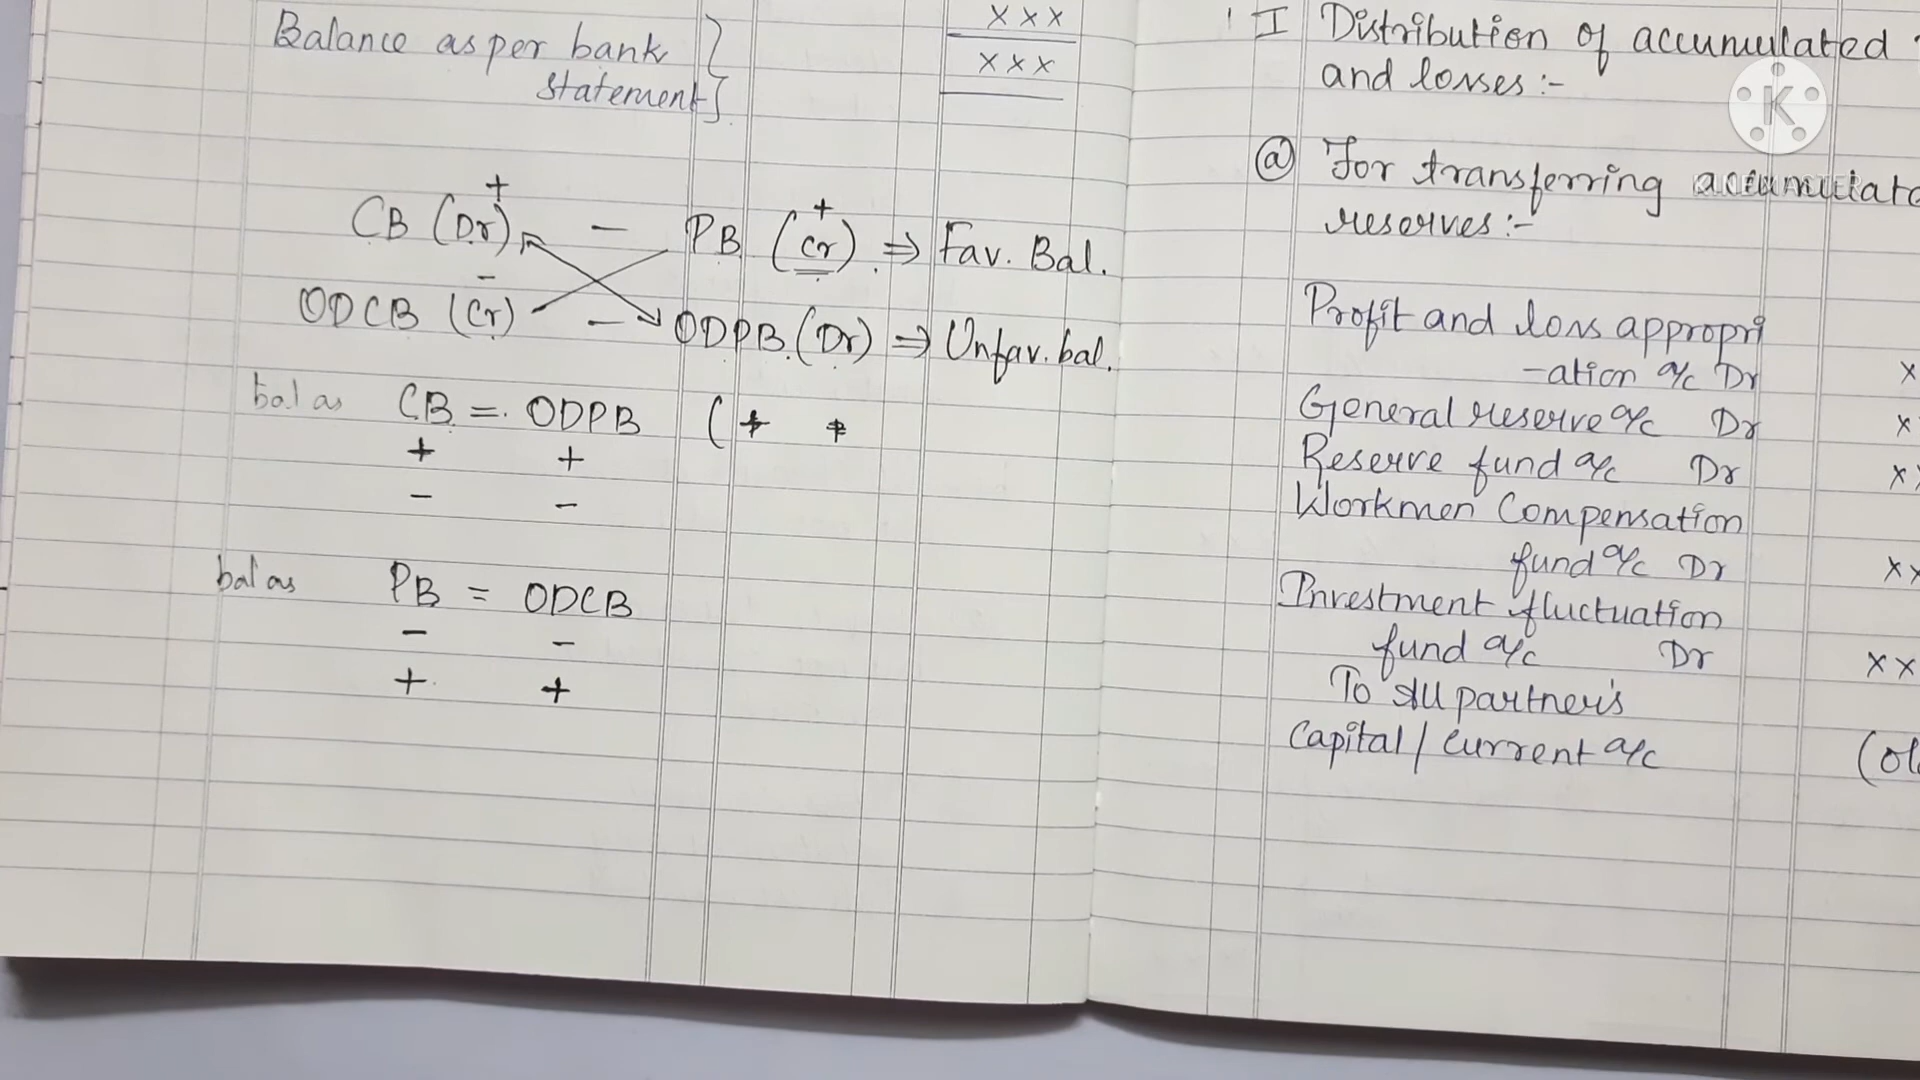 x x x
Balance as per bank }
statement }
x x x
CB (Dr) + — PB (Cr) + ⇒ Fav. Bal.
ODCB (Cr) - — ODPB. (Dr) ⇒ Unfav. bal.
bal as CB = ODPB ( + +
+ +
- -
bal as PB = ODCB
- -
+ +
I Distribution of accumulated
and losses :-
K
(a) For transferring
reserves :-
Profit and loss appropri
-ation a/c Dr x
General reserve a/c Dr x
Reserve fund a/c Dr x
Workmen Compensation
fund a/c Dr xx
Investment fluctuation
fund a/c Dr xx
To All partner's
Capital / Current a/c